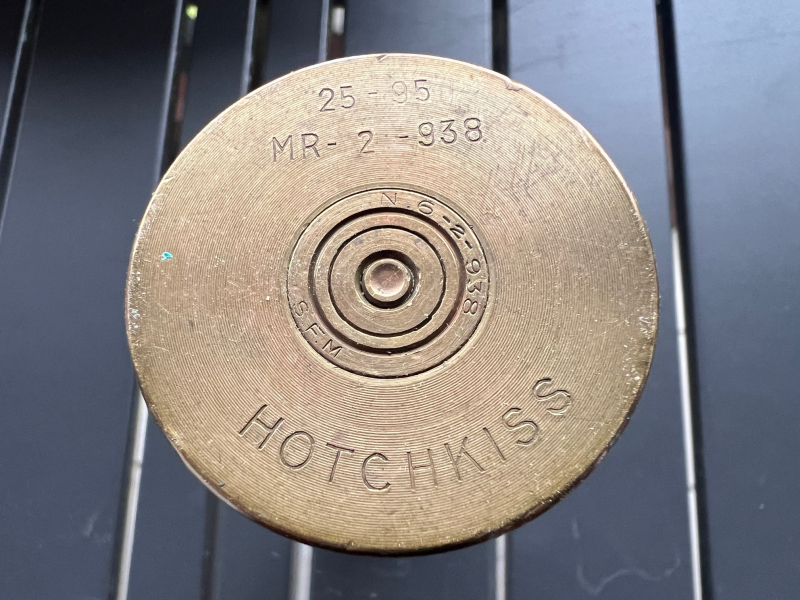 25-95
MR-2-938
N. 6-2-938
S.F.M
HOTCHKISS